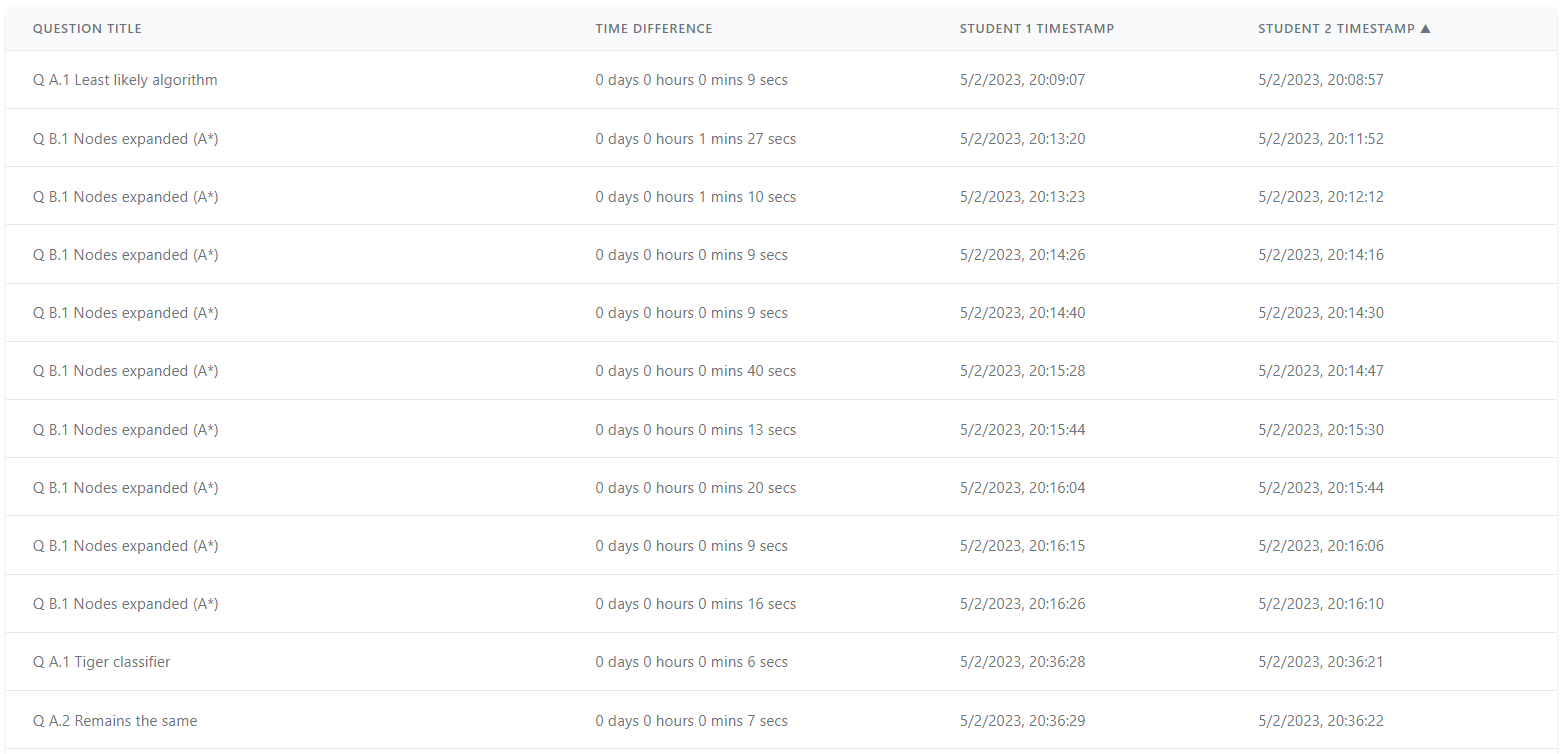 QUESTION TITLE TIME DIFFERENCE STUDENT 1 TIMESTAMP STUDENT 2 TIMESTAMP ▲
Q A.1 Least likely algorithm 0 days 0 hours 0 mins 9 secs 5/2/2023, 20:09:07 5/2/2023, 20:08:57
Q B.1 Nodes expanded (A*) 0 days 0 hours 1 mins 27 secs 5/2/2023, 20:13:20 5/2/2023, 20:11:52
Q B.1 Nodes expanded (A*) 0 days 0 hours 1 mins 10 secs 5/2/2023, 20:13:23 5/2/2023, 20:12:12
Q B.1 Nodes expanded (A*) 0 days 0 hours 0 mins 9 secs 5/2/2023, 20:14:26 5/2/2023, 20:14:16
Q B.1 Nodes expanded (A*) 0 days 0 hours 0 mins 9 secs 5/2/2023, 20:14:40 5/2/2023, 20:14:30
Q B.1 Nodes expanded (A*) 0 days 0 hours 0 mins 40 secs 5/2/2023, 20:15:28 5/2/2023, 20:14:47
Q B.1 Nodes expanded (A*) 0 days 0 hours 0 mins 13 secs 5/2/2023, 20:15:44 5/2/2023, 20:15:30
Q B.1 Nodes expanded (A*) 0 days 0 hours 0 mins 20 secs 5/2/2023, 20:16:04 5/2/2023, 20:15:44
Q B.1 Nodes expanded (A*) 0 days 0 hours 0 mins 9 secs 5/2/2023, 20:16:15 5/2/2023, 20:16:06
Q B.1 Nodes expanded (A*) 0 days 0 hours 0 mins 16 secs 5/2/2023, 20:16:26 5/2/2023, 20:16:10
Q A.1 Tiger classifier 0 days 0 hours 0 mins 6 secs 5/2/2023, 20:36:28 5/2/2023, 20:36:21
Q A.2 Remains the same 0 days 0 hours 0 mins 7 secs 5/2/2023, 20:36:29 5/2/2023, 20:36:22